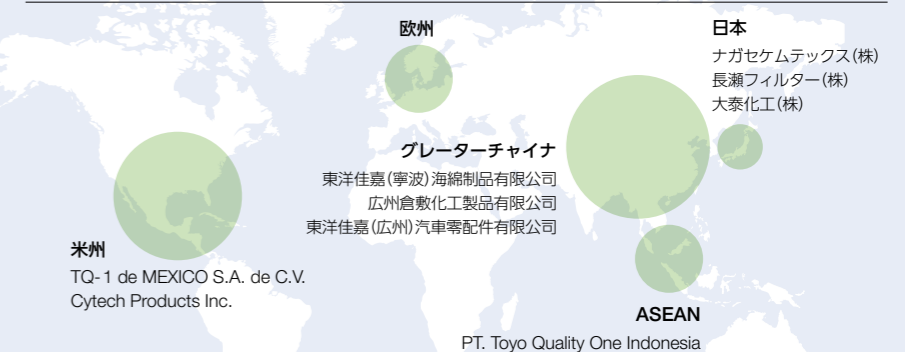 欧州
日本
ナガセケムテックス(株)
長瀬フィルター(株)
大泰化工(株)
グレーターチャイナ
東洋佳嘉(寧波)海綿制品有限公司
広州倉敷化工製品有限公司
東洋佳嘉(広州)汽車零配件有限公司
米州
TQ-1 de MEXICO S.A. de C.V.
Cytech Products Inc.
ASEAN
PT. Toyo Quality One Indonesia